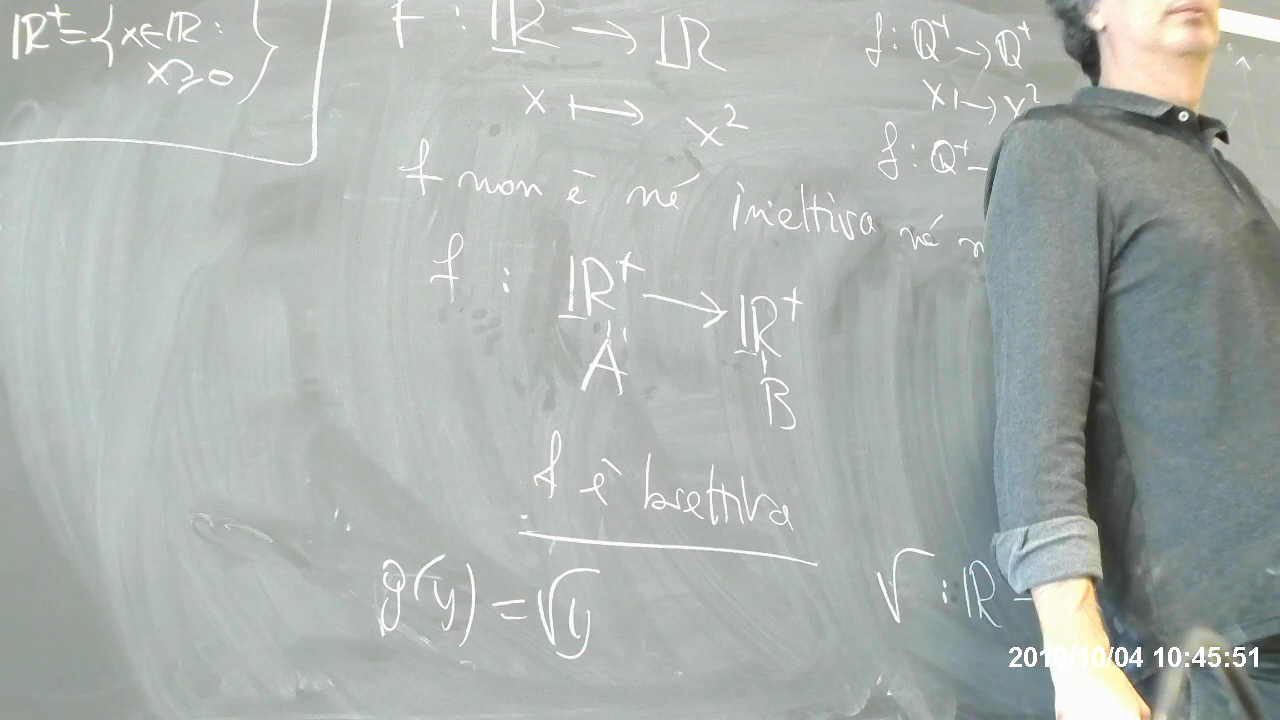 ℝ⁺ = { x ∈ ℝ :
x ≥ 0 }
f : ℝ → ℝ
x ↦ x²
f non è né iniettiva né
f : ℝ⁺ → ℝ⁺
A B
f è biettiva
g(y) = √y
f : Q⁺ → Q⁺
x ↦ x²
f : Q⁺ →
√ : ℝ →
2019/10/04 10:45:51